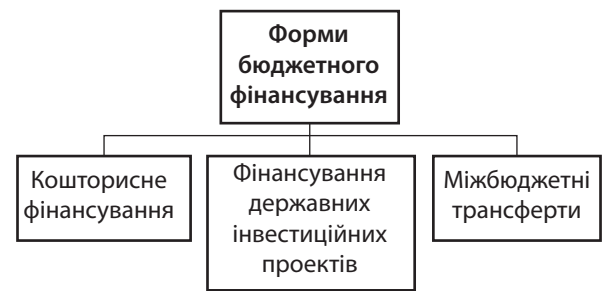 Форми
бюджетного
фінансування
Кошторисне
фінансування
Фінансування
державних
інвестиційних
проектів
Міжбюджетні
трансферти